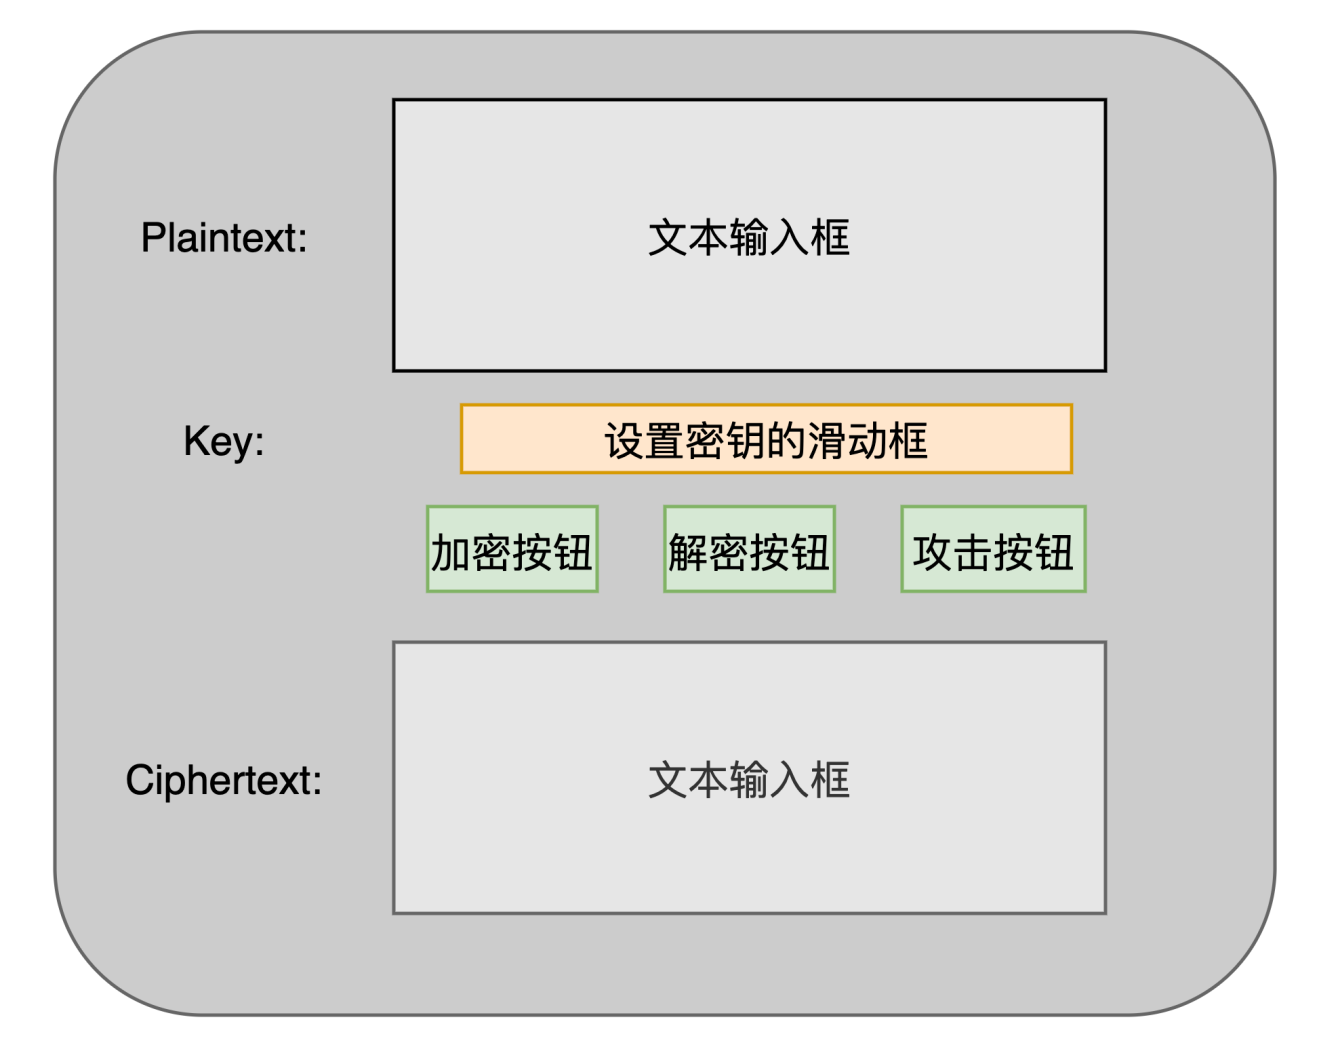 Plaintext:
文本输入框
Key:
设置密钥的滑动框
加密按钮
解密按钮
攻击按钮
Ciphertext:
文本输入框